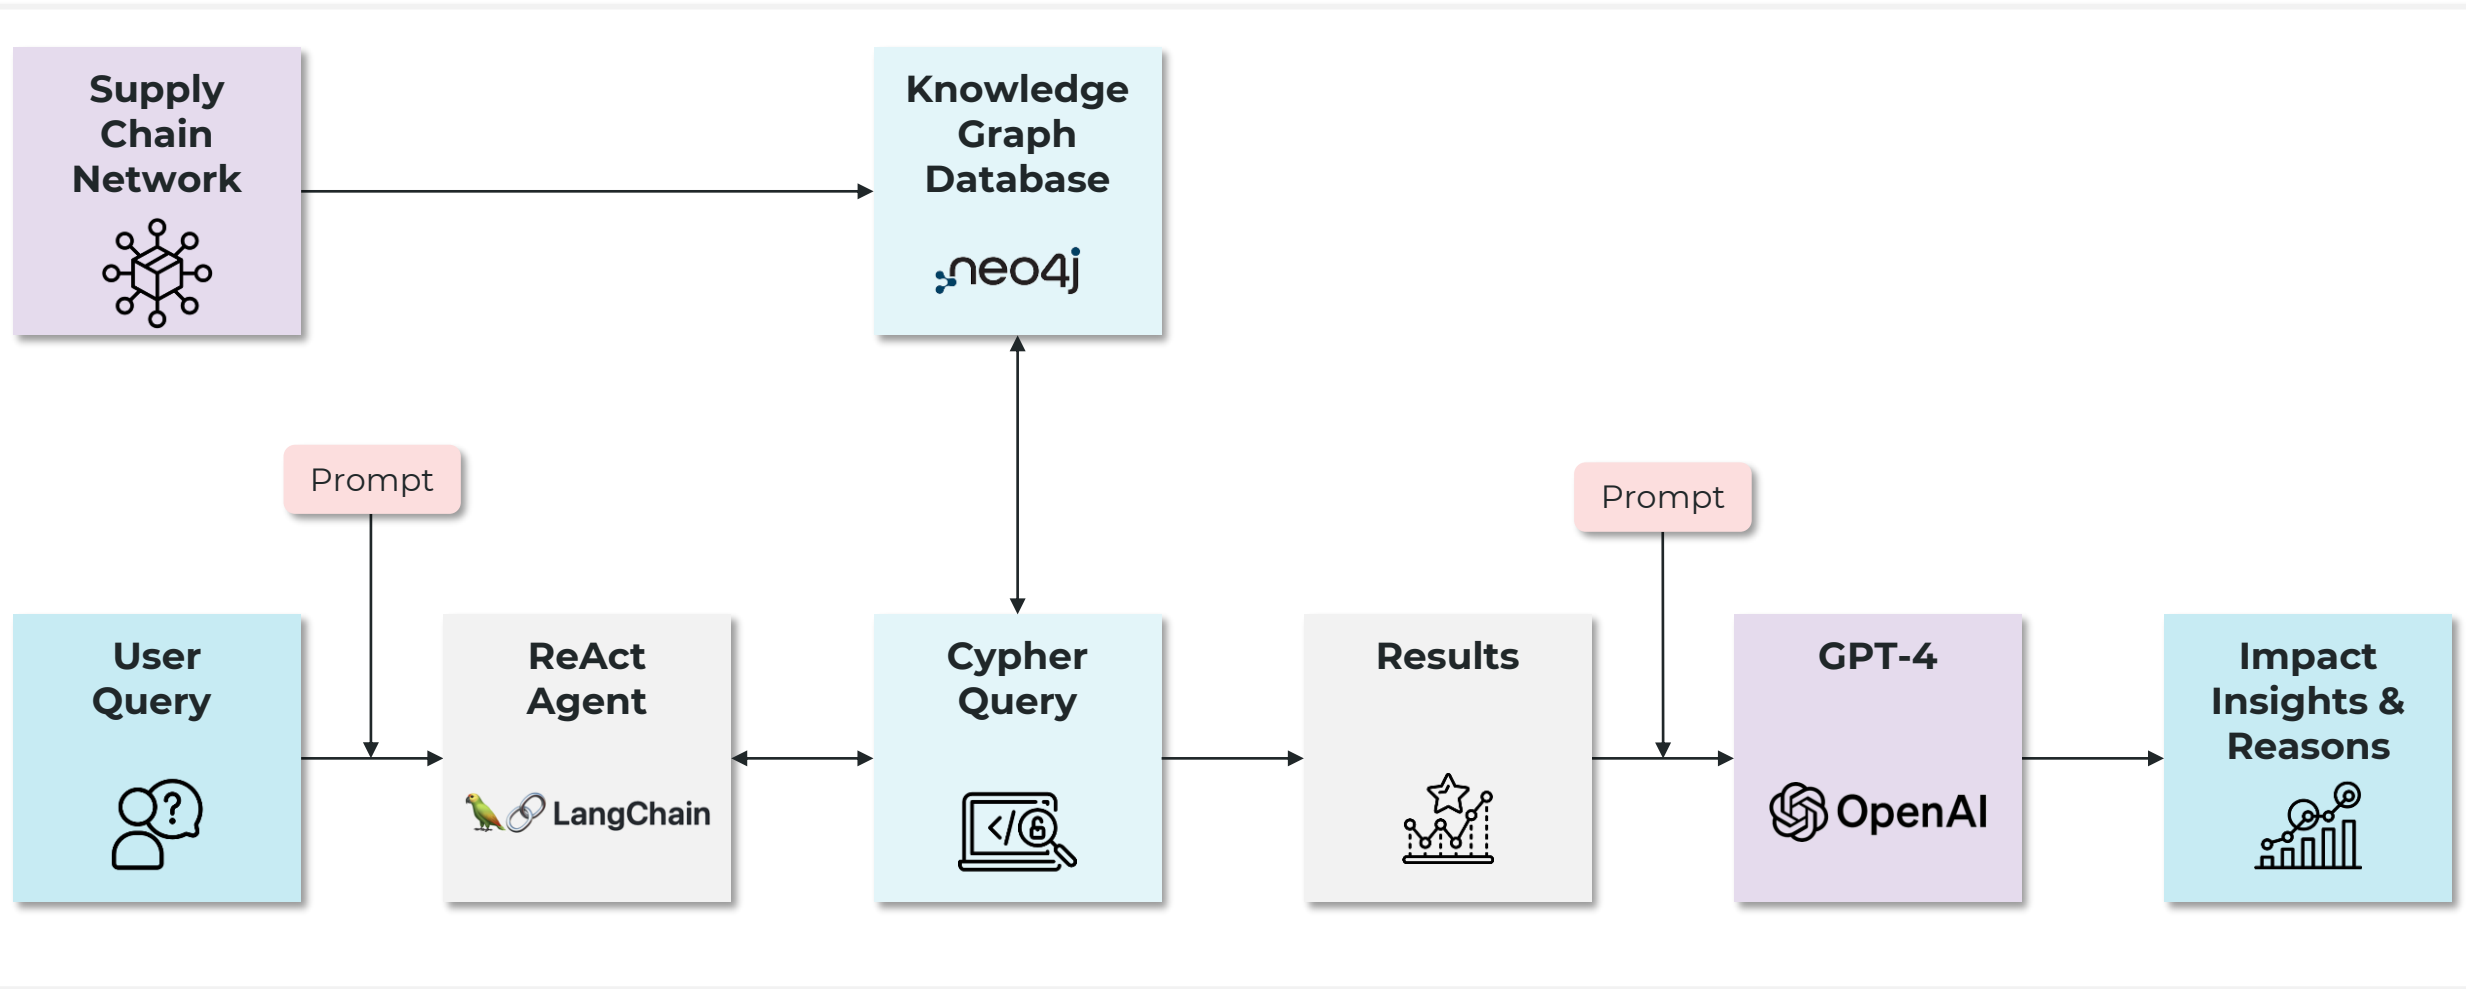 Supply
Chain
Network
Knowledge
Graph
Database
neo4j
Prompt
Prompt
User
Query
?
ReAct
Agent
LangChain
Cypher
Query
</
Results
GPT-4
OpenAI
Impact
Insights &
Reasons